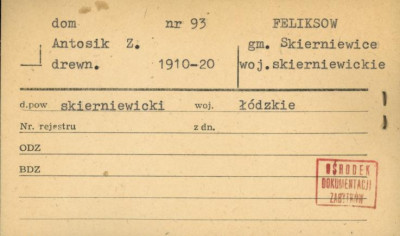 dom nr 93 FELIKSOW
Antosik Z. gm. Skierniewice
drewn. 1910-20 woj.skierniewickie
d.pow skierniewicki woj. łódzkie
Nr. rejestru z dn.
ODZ
BDZ
OŚRODEK
DOKUMENTACJI
ZABYTKÓW